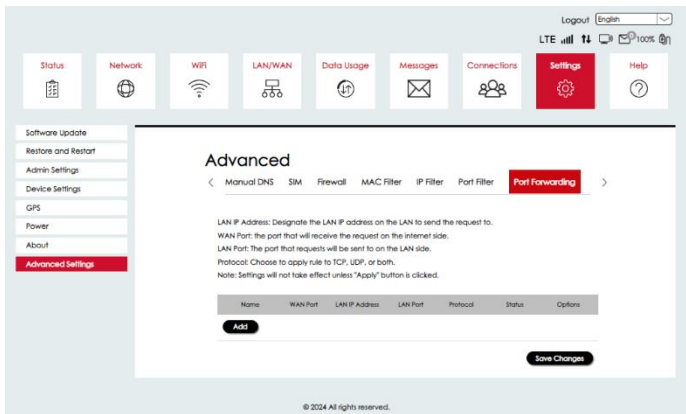 Logout English
LTE 100%
Status Network WiFi LAN/WAN Data Usage Messages Connections Settings Help
Software Update
Restore and Restart
Admin Settings
Device Settings
GPS
Power
About
Advanced Settings
Advanced
Manual DNS SIM Firewall MAC Filter IP Filter Port Filter Port Forwarding
LAN IP Address: Designate the LAN IP address on the LAN to send the request to.
WAN Port: the port that will receive the request on the internet side.
LAN Port: The port that requests will be sent to on the LAN side.
Protocol: Choose to apply rule to TCP, UDP, or both.
Note: Settings will not take effect unless "Apply" button is clicked.
Name WAN Port LAN IP Address LAN Port Protocol Status Options
Add
Save Changes
© 2024 All rights reserved.